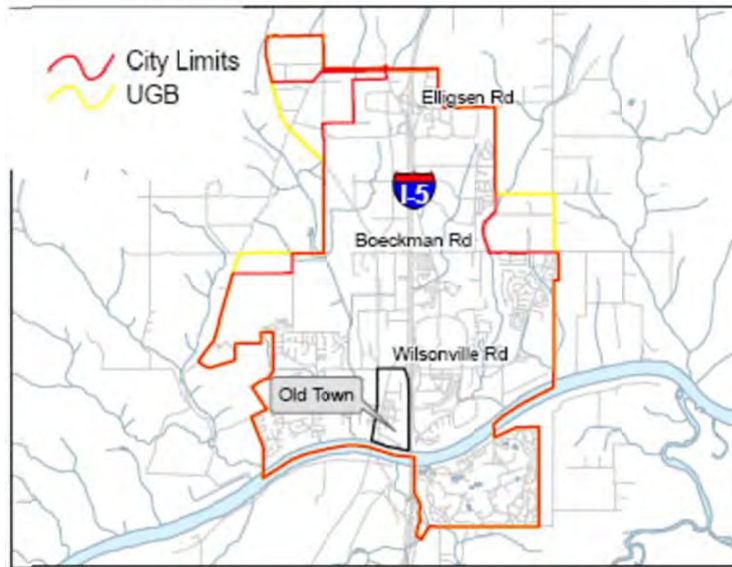 City Limits
UGB
Elligsen Rd
I-5
Boeckman Rd
Wilsonville Rd
Old Town